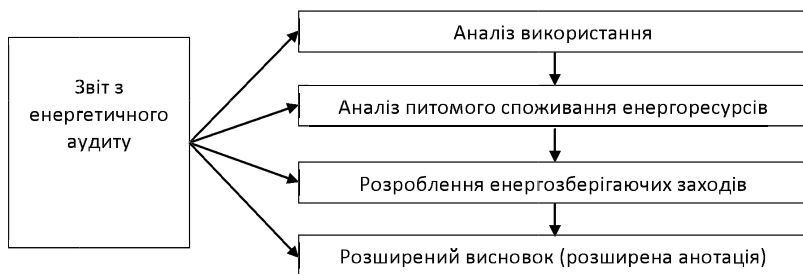 Звіт з
енергетичного
аудиту
Аналіз використання
Аналіз питомого споживання енергоресурсів
Розроблення енергозберігаючих заходів
Розширений висновок (розширена анотація)